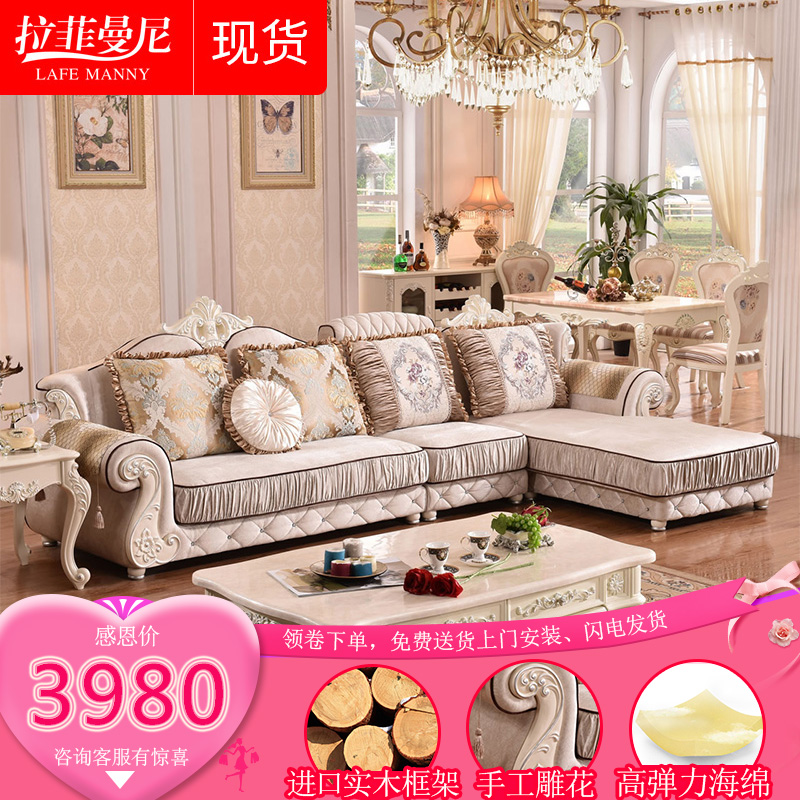 拉菲曼尼
LAFE MANNY
现货
感恩价
3980
咨询客服有惊喜
领卷下单，免费送货上门安装、闪电发货
进口实木框架
手工雕花
高弹力海绵